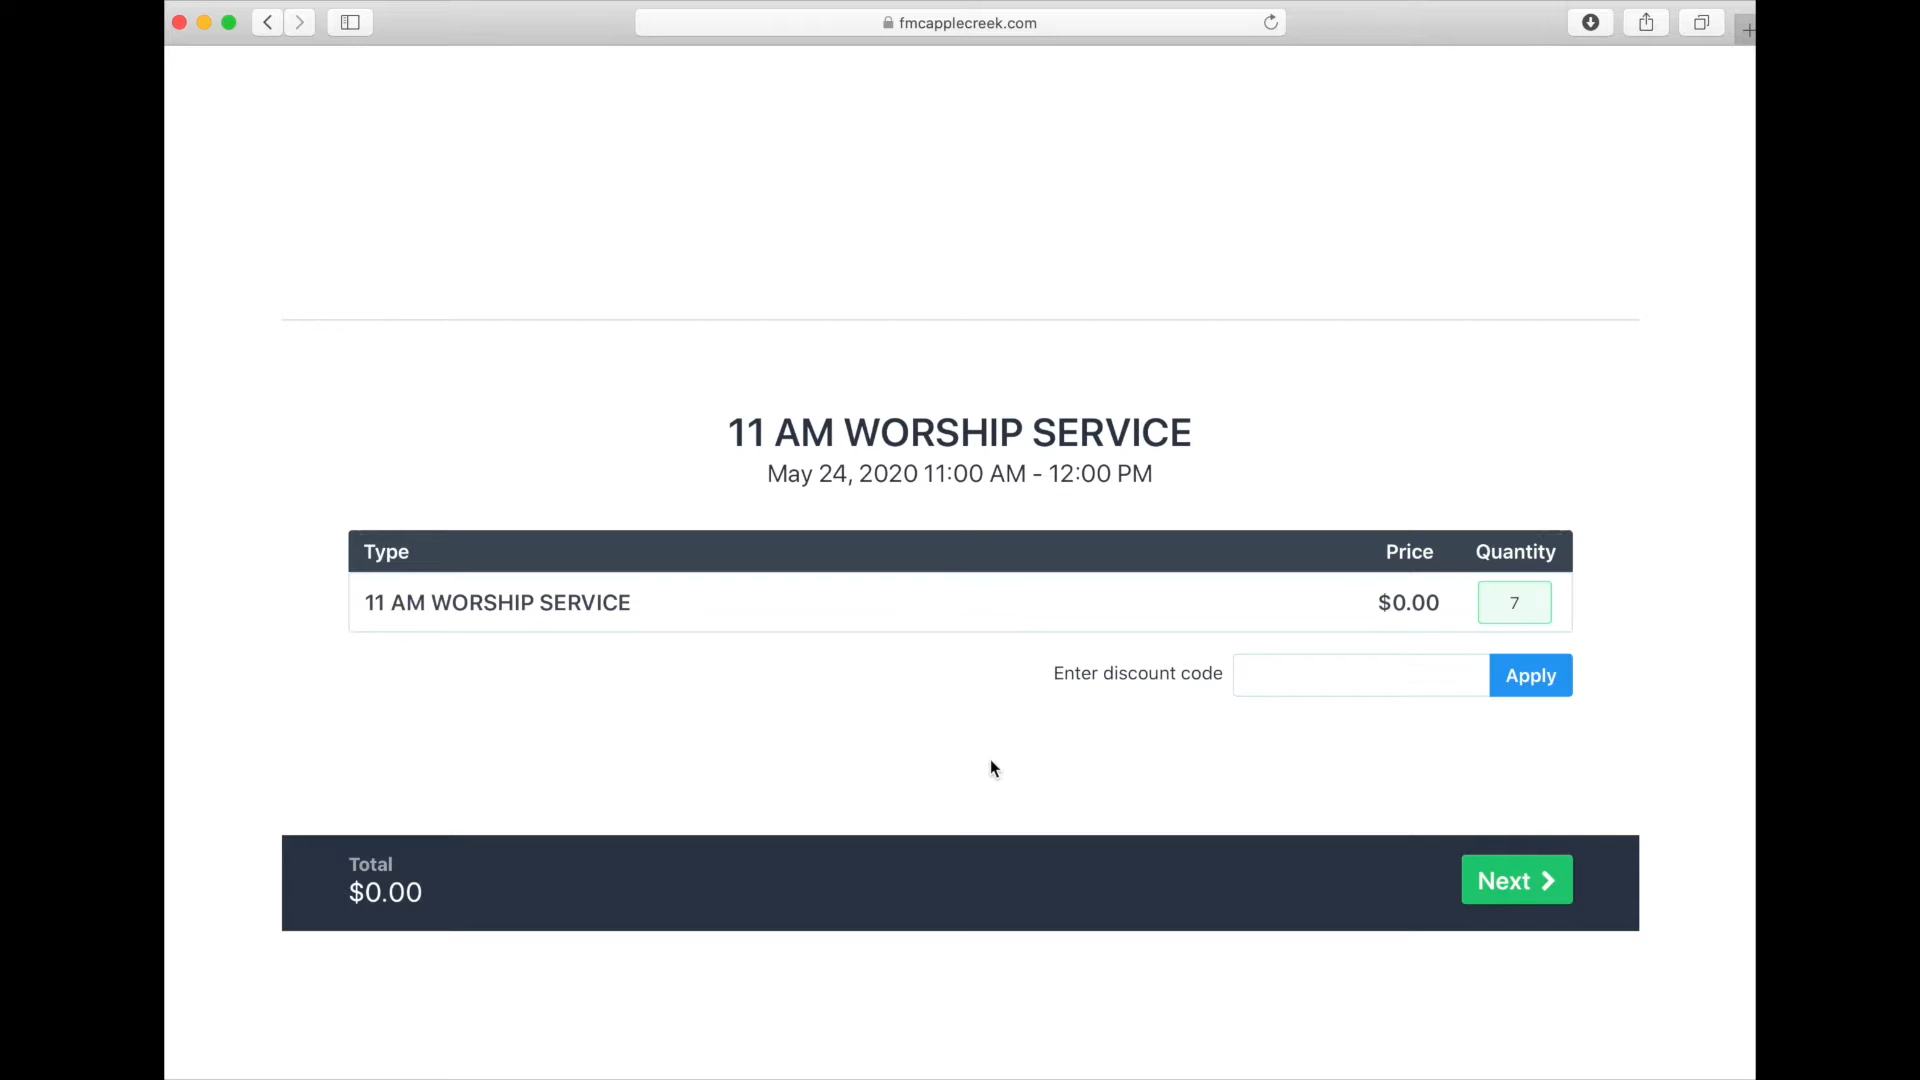 fmcapplecreek.com
11 AM WORSHIP SERVICE
May 24, 2020 11:00 AM - 12:00 PM
Type Price Quantity
11 AM WORSHIP SERVICE $0.00 7
Enter discount code Apply
Total
$0.00
Next